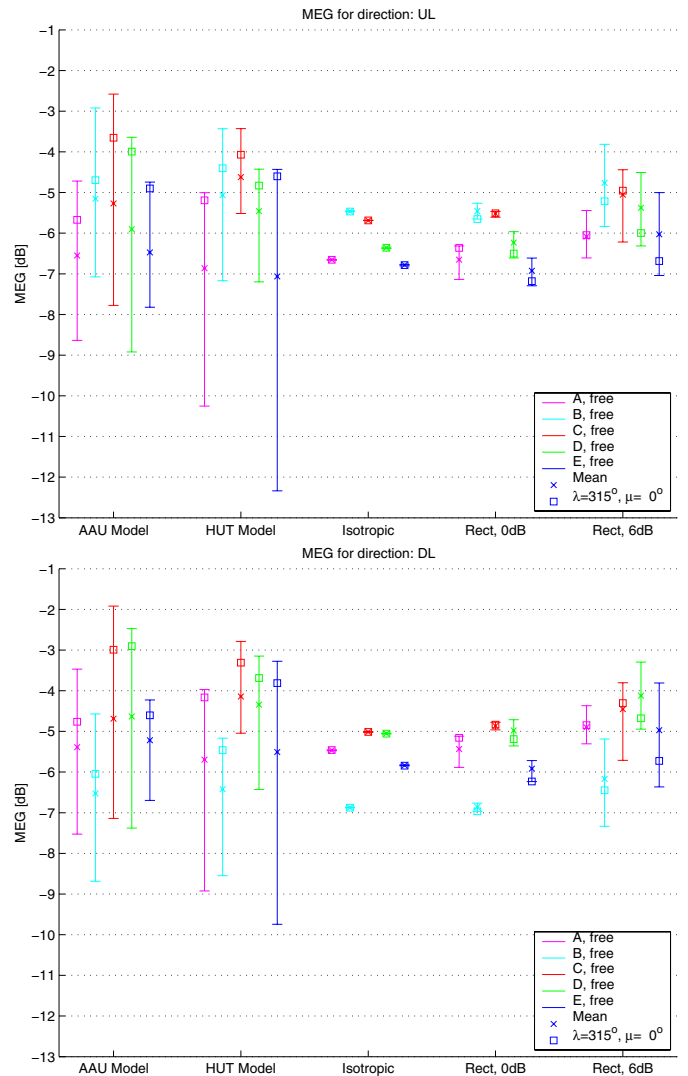 MEG for direction: UL
−1
−2
−3
−4
−5
−6
−7
−8
−9
−10
−11
−12
−13
MEG [dB]
A, free
B, free
C, free
D, free
E, free
Mean
λ=315°, μ= 0°
AAU Model HUT Model Isotropic Rect, 0dB Rect, 6dB
MEG for direction: DL
−1
−2
−3
−4
−5
−6
−7
−8
−9
−10
−11
−12
−13
MEG [dB]
A, free
B, free
C, free
D, free
E, free
Mean
λ=315°, μ= 0°
AAU Model HUT Model Isotropic Rect, 0dB Rect, 6dB